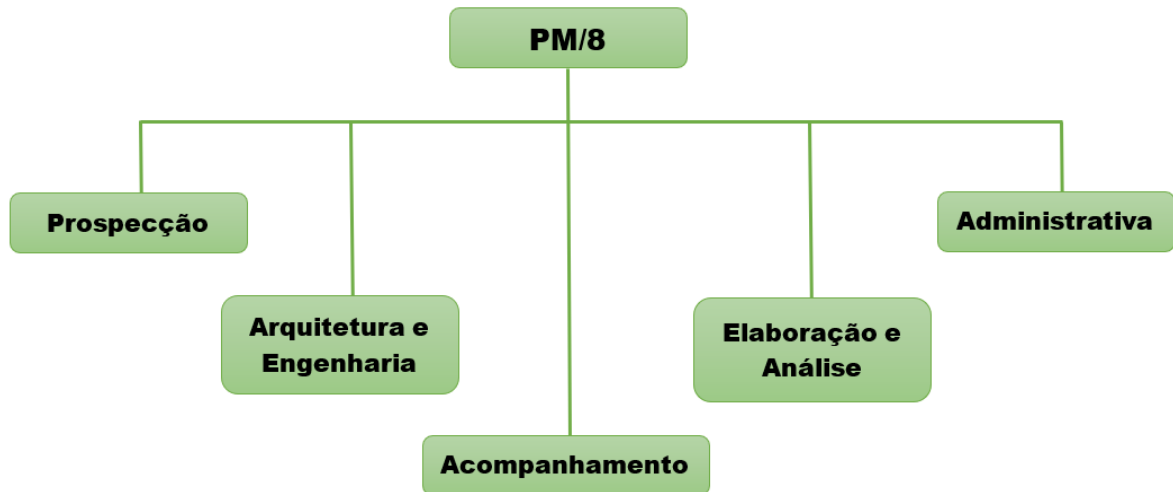 PM/8
Prospecção
Administrativa
Arquitetura e
Engenharia
Elaboração e
Análise
Acompanhamento